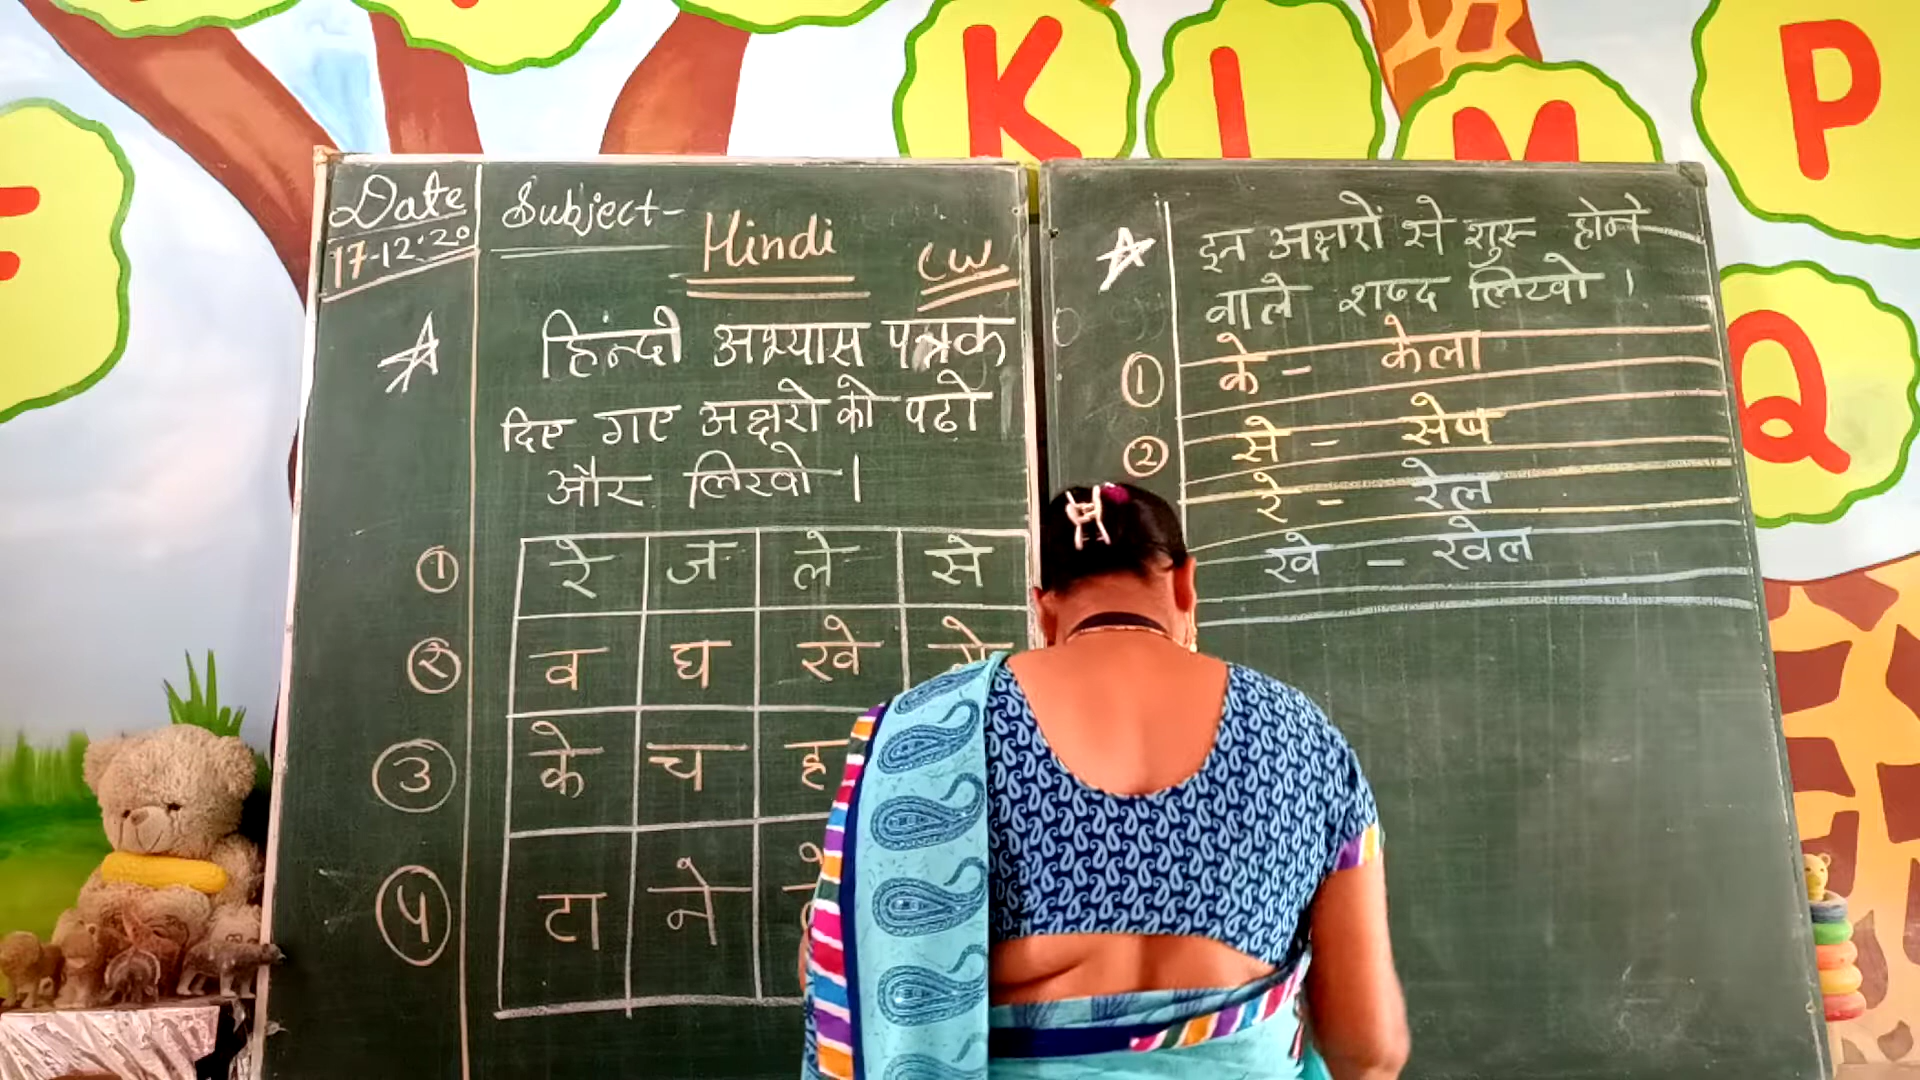 K I M P
F
Q
Date
17-12-20
Subject-
Hindi
CW
हिन्दी अभ्यास पत्रक
दिए गए अक्षरो को पढो
और लिखो।
① रे ज ले से
② व घ खे
③ के च ह
टा ने
इन अक्षरों से शुरू होने
वाले शब्द लिखो।
① के - केला
② से - सेब
रे - रेल
खे - खेल